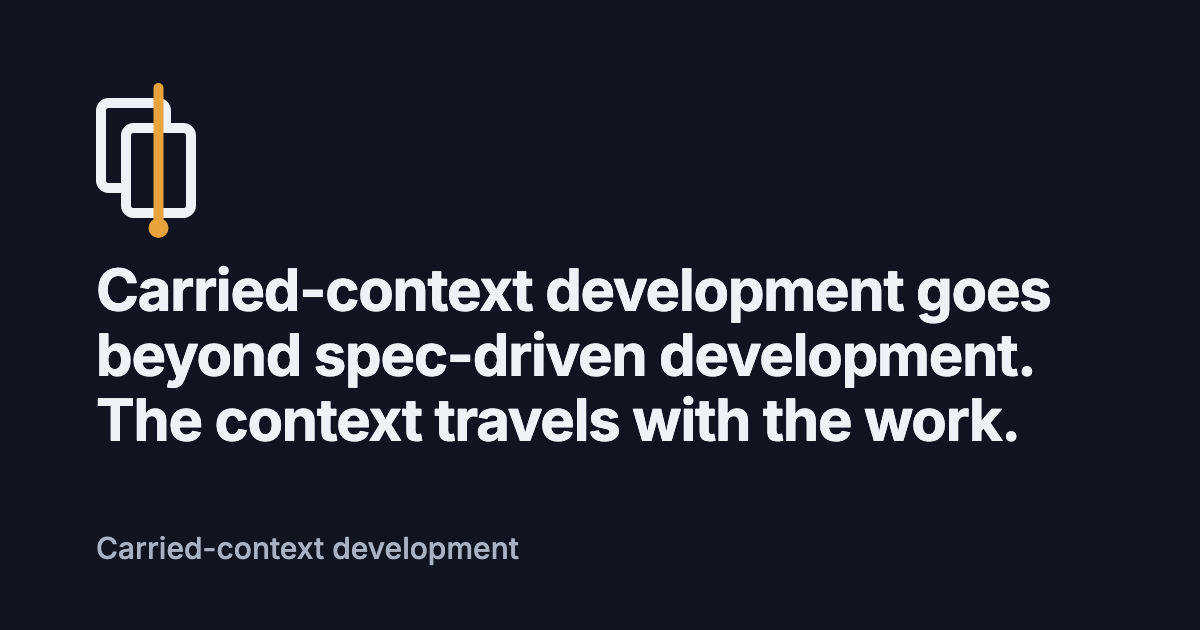 Carried-context development goes
beyond spec-driven development.
The context travels with the work.
Carried-context development